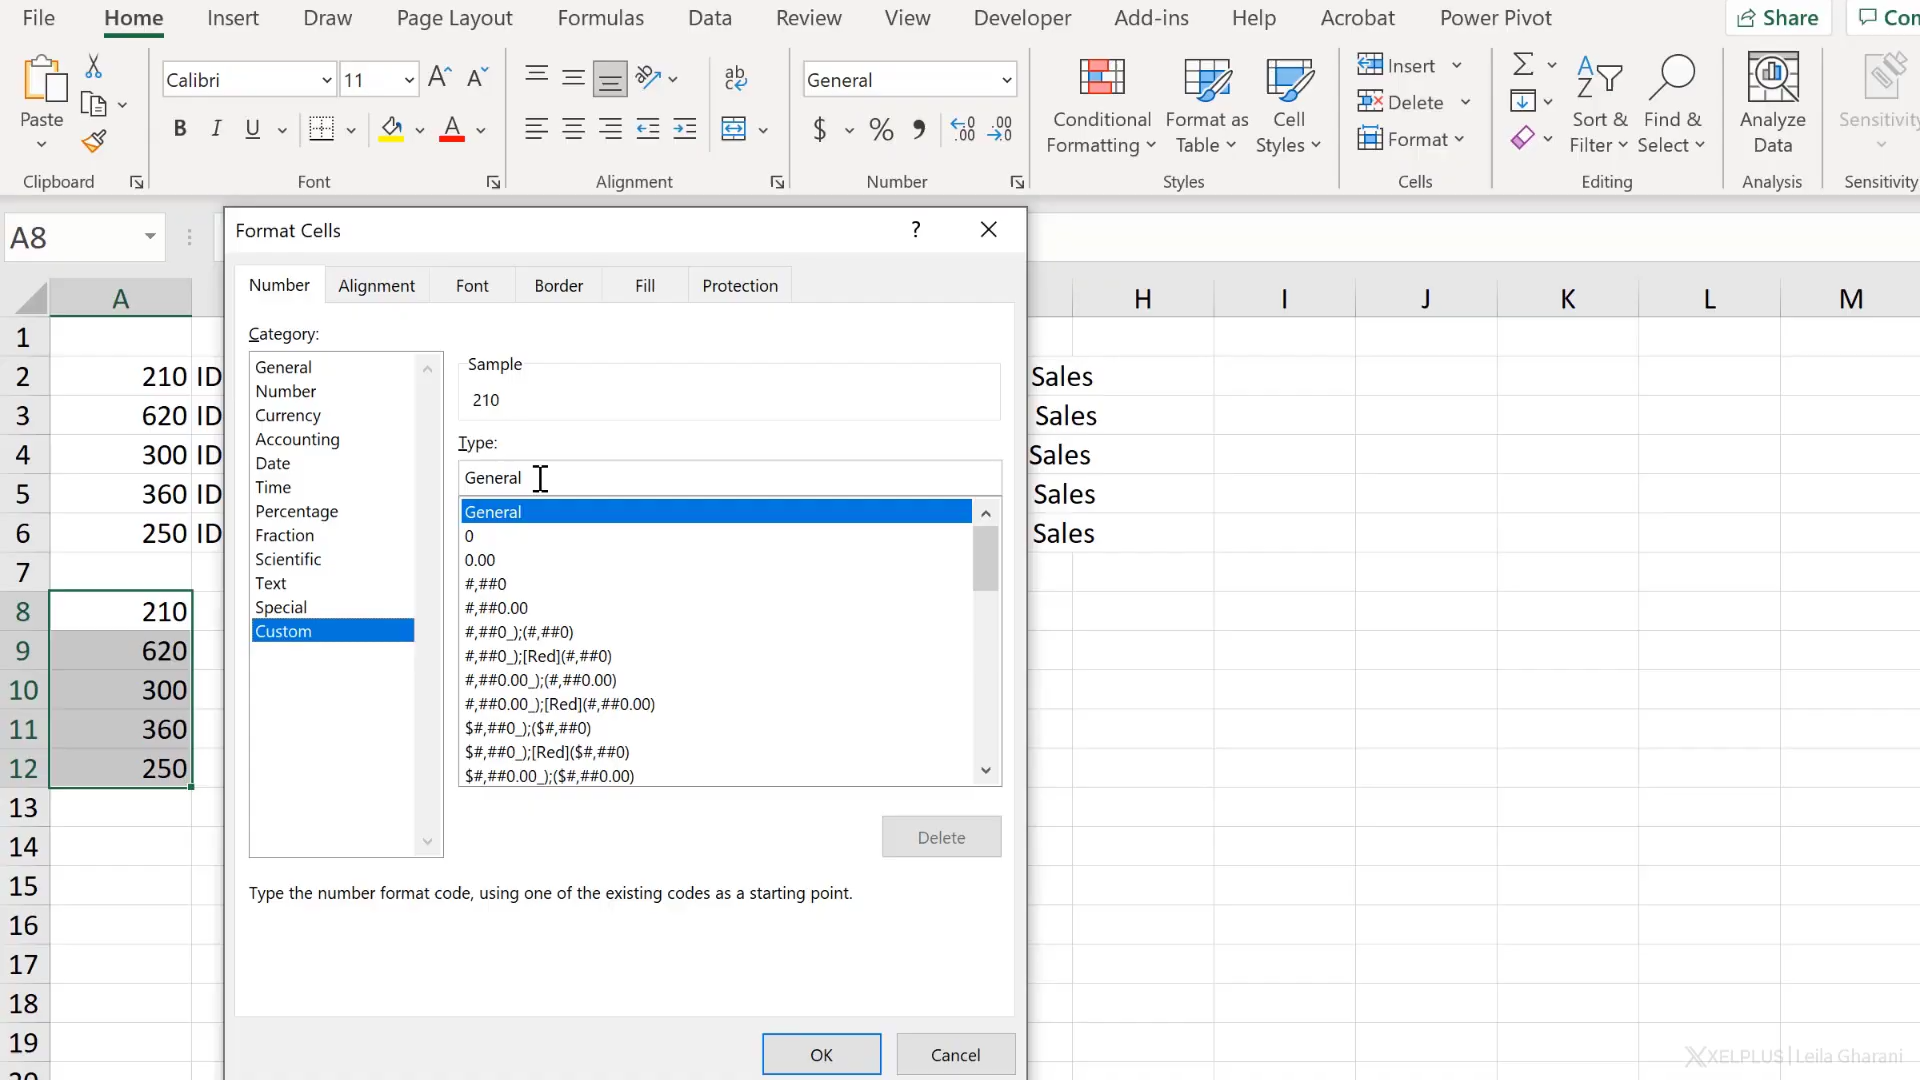 File Home Insert Draw Page Layout Formulas Data Review View Developer Add-ins Help Acrobat Power Pivot Share Con
Calibri 11 General
Paste
B I U
$ %
ab
.00
Conditional Formatting
Format as Table
Cell Styles
Insert
Delete
Format
Sort & Filter
Find & Select
Analyze Data
Sensitivity
Clipboard Font Alignment Number Styles Cells Editing Analysis Sensitivity
A8
Format Cells ?
Number Alignment Font Border Fill Protection
A H I J K L M
1
2 210 ID Sales
3 620 ID Sales
4 300 ID Sales
5 360 ID Sales
6 250 ID Sales
7
8 210
9 620
10 300
11 360
12 250
13
14
15
16
17
18
19
20
Category:
General
Number
Currency
Accounting
Date
Time
Percentage
Fraction
Scientific
Text
Special
Custom
Sample
210
Type:
General
General
0
0.00
#,##0
#,##0.00
#,##0_);(#,##0)
#,##0_);[Red](#,##0)
#,##0.00_);(#,##0.00)
#,##0.00_);[Red](#,##0.00)
$#,##0_);($#,##0)
$#,##0_);[Red]($#,##0)
$#,##0.00_);($#,##0.00)
Delete
Type the number format code, using one of the existing codes as a starting point.
OK Cancel
XELPLUS | Leila Gharani